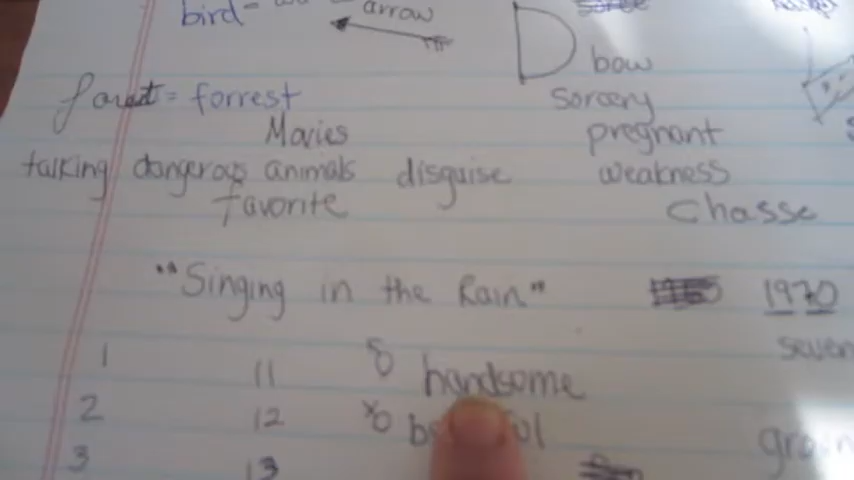 bird= arrow
bow
forest= forrest sorcery
Movies pregnant
talking dangerous animals disguise weakness
favorite Chasse
"Singing in the Rain" 1970
1 seven
11 handsome
2 12
3 13